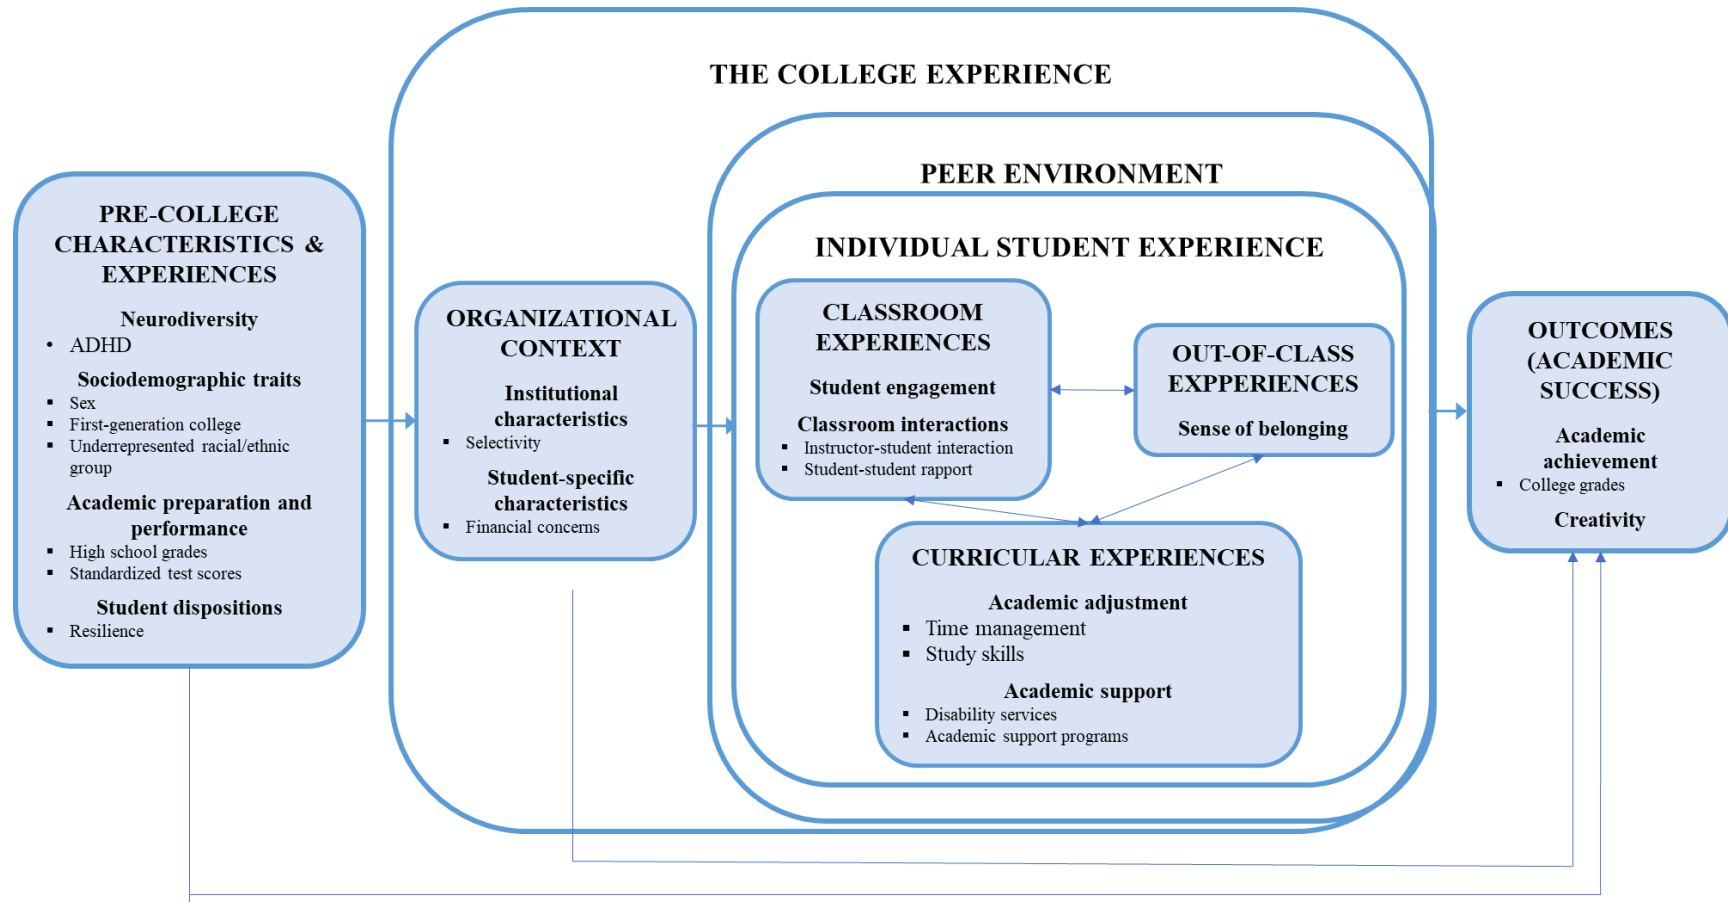 THE COLLEGE EXPERIENCE
PEER ENVIRONMENT
INDIVIDUAL STUDENT EXPERIENCE
PRE-COLLEGE
CHARACTERISTICS &
EXPERIENCES
Neurodiversity
• ADHD
Sociodemographic traits
▪ Sex
▪ First-generation college
▪ Underrepresented racial/ethnic
group
Academic preparation and
performance
▪ High school grades
▪ Standardized test scores
Student dispositions
▪ Resilience
ORGANIZATIONAL
CONTEXT
Institutional
characteristics
▪ Selectivity
Student-specific
characteristics
▪ Financial concerns
CLASSROOM
EXPERIENCES
Student engagement
Classroom interactions
▪ Instructor-student interaction
▪ Student-student rapport
OUT-OF-CLASS
EXPPERIENCES
Sense of belonging
CURRICULAR EXPERIENCES
Academic adjustment
▪ Time management
▪ Study skills
Academic support
▪ Disability services
▪ Academic support programs
OUTCOMES
(ACADEMIC
SUCCESS)
Academic
achievement
▪ College grades
Creativity